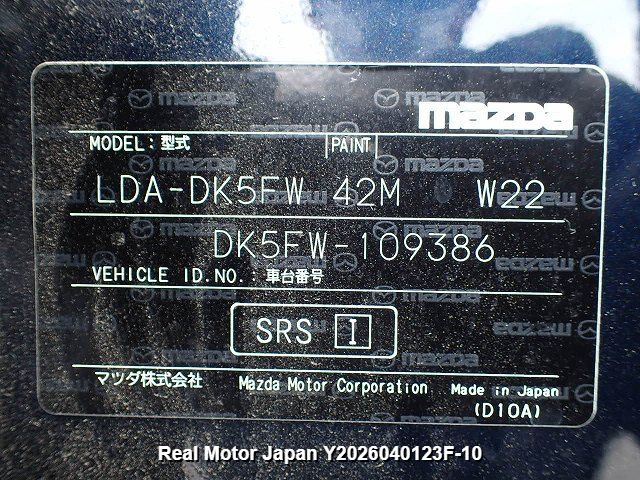 mazda
MODEL : 型式 PAINT
LDA-DK5FW 42M W22
DK5FW-109386
VEHICLE ID.NO. : 車台番号
SRS I
マツダ株式会社 Mazda Motor Corporation Made in Japan
(D10A)
Real Motor Japan Y2026040123F-10